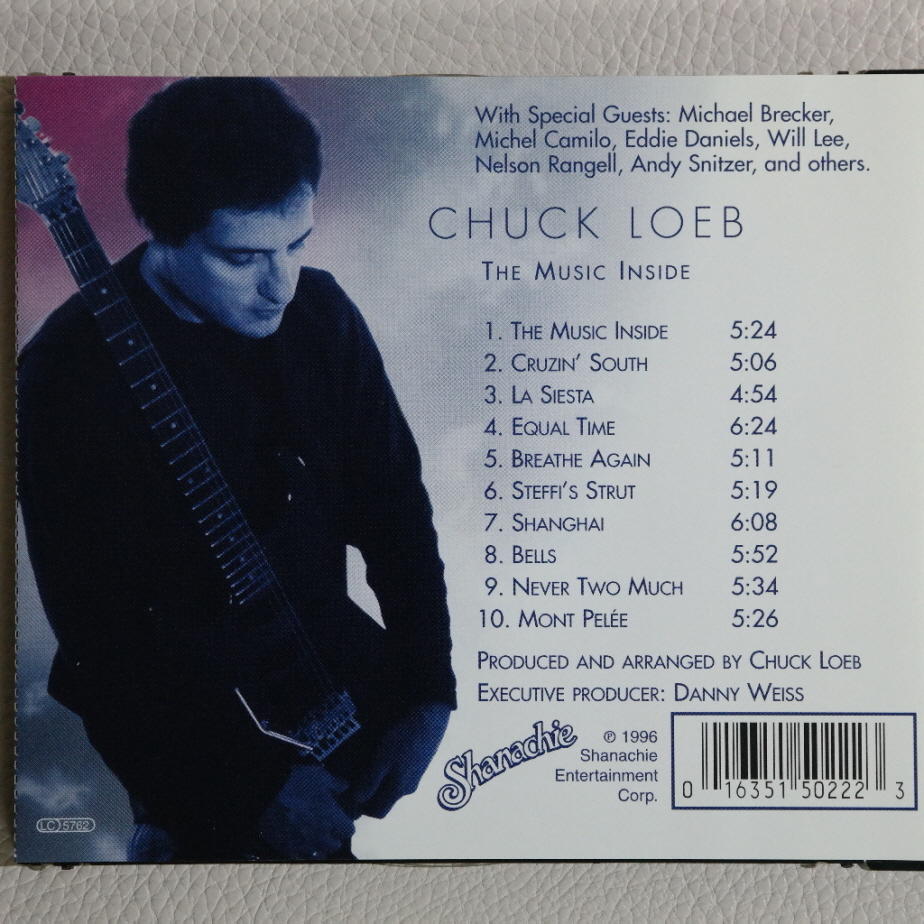 With Special Guests: Michael Brecker,
Michel Camilo, Eddie Daniels, Will Lee,
Nelson Rangell, Andy Snitzer, and others.
CHUCK LOEB
THE MUSIC INSIDE
1. THE MUSIC INSIDE 5:24
2. CRUZIN' SOUTH 5:06
3. LA SIESTA 4:54
4. EQUAL TIME 6:24
5. BREATHE AGAIN 5:11
6. STEFFI'S STRUT 5:19
7. SHANGHAI 6:08
8. BELLS 5:52
9. NEVER TWO MUCH 5:34
10. MONT PELÉE 5:26
PRODUCED AND ARRANGED BY CHUCK LOEB
EXECUTIVE PRODUCER: DANNY WEISS
Shanachie
℗ 1996
Shanachie
Entertainment
Corp.
0 16351 50222 3
LC 5762